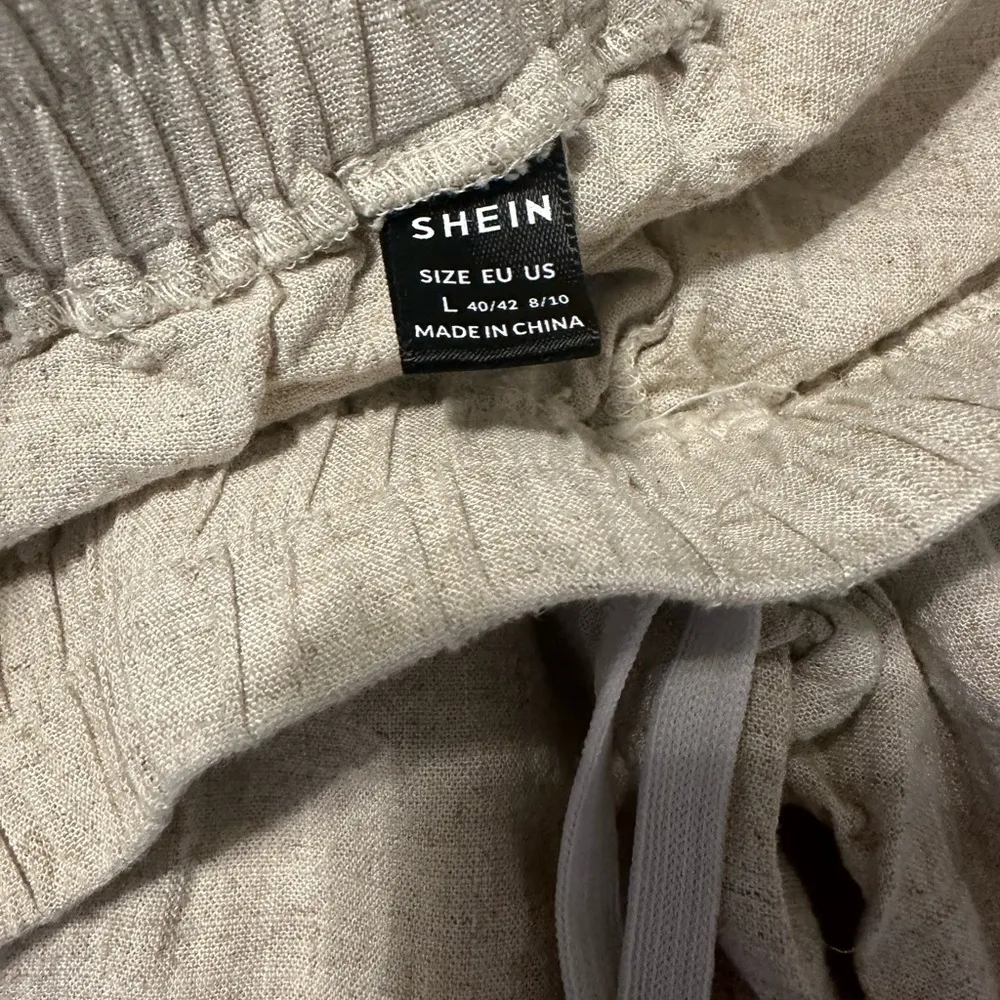 SHEIN
SIZE EU US
L 40/42 8/10
MADE IN CHINA